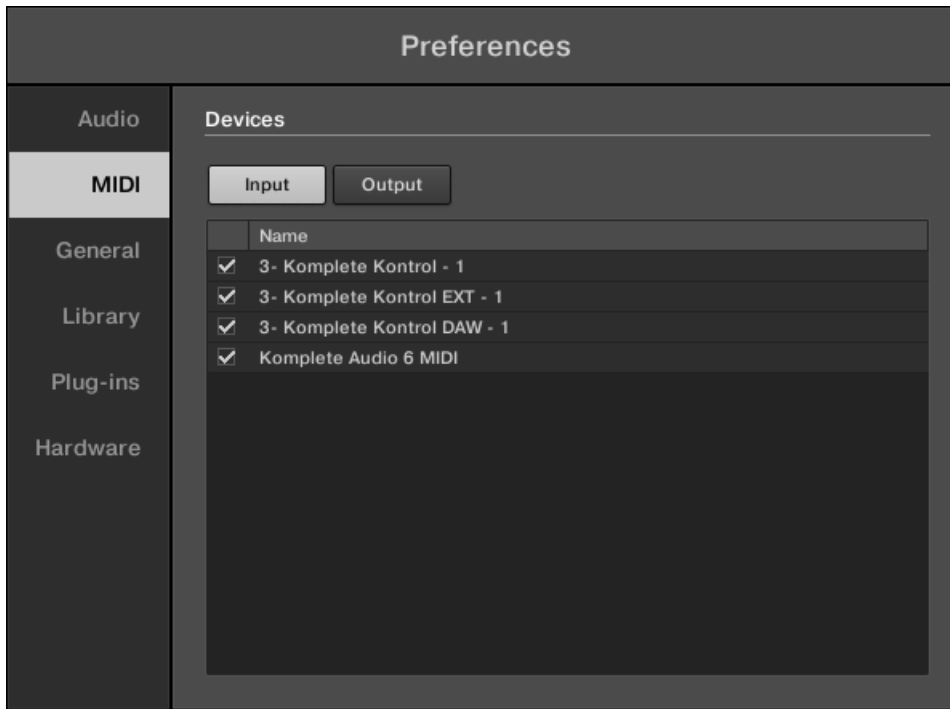 Preferences
Audio
MIDI
General
Library
Plug-ins
Hardware
Devices
Input Output
Name
3- Komplete Kontrol - 1
3- Komplete Kontrol EXT - 1
3- Komplete Kontrol DAW - 1
Komplete Audio 6 MIDI